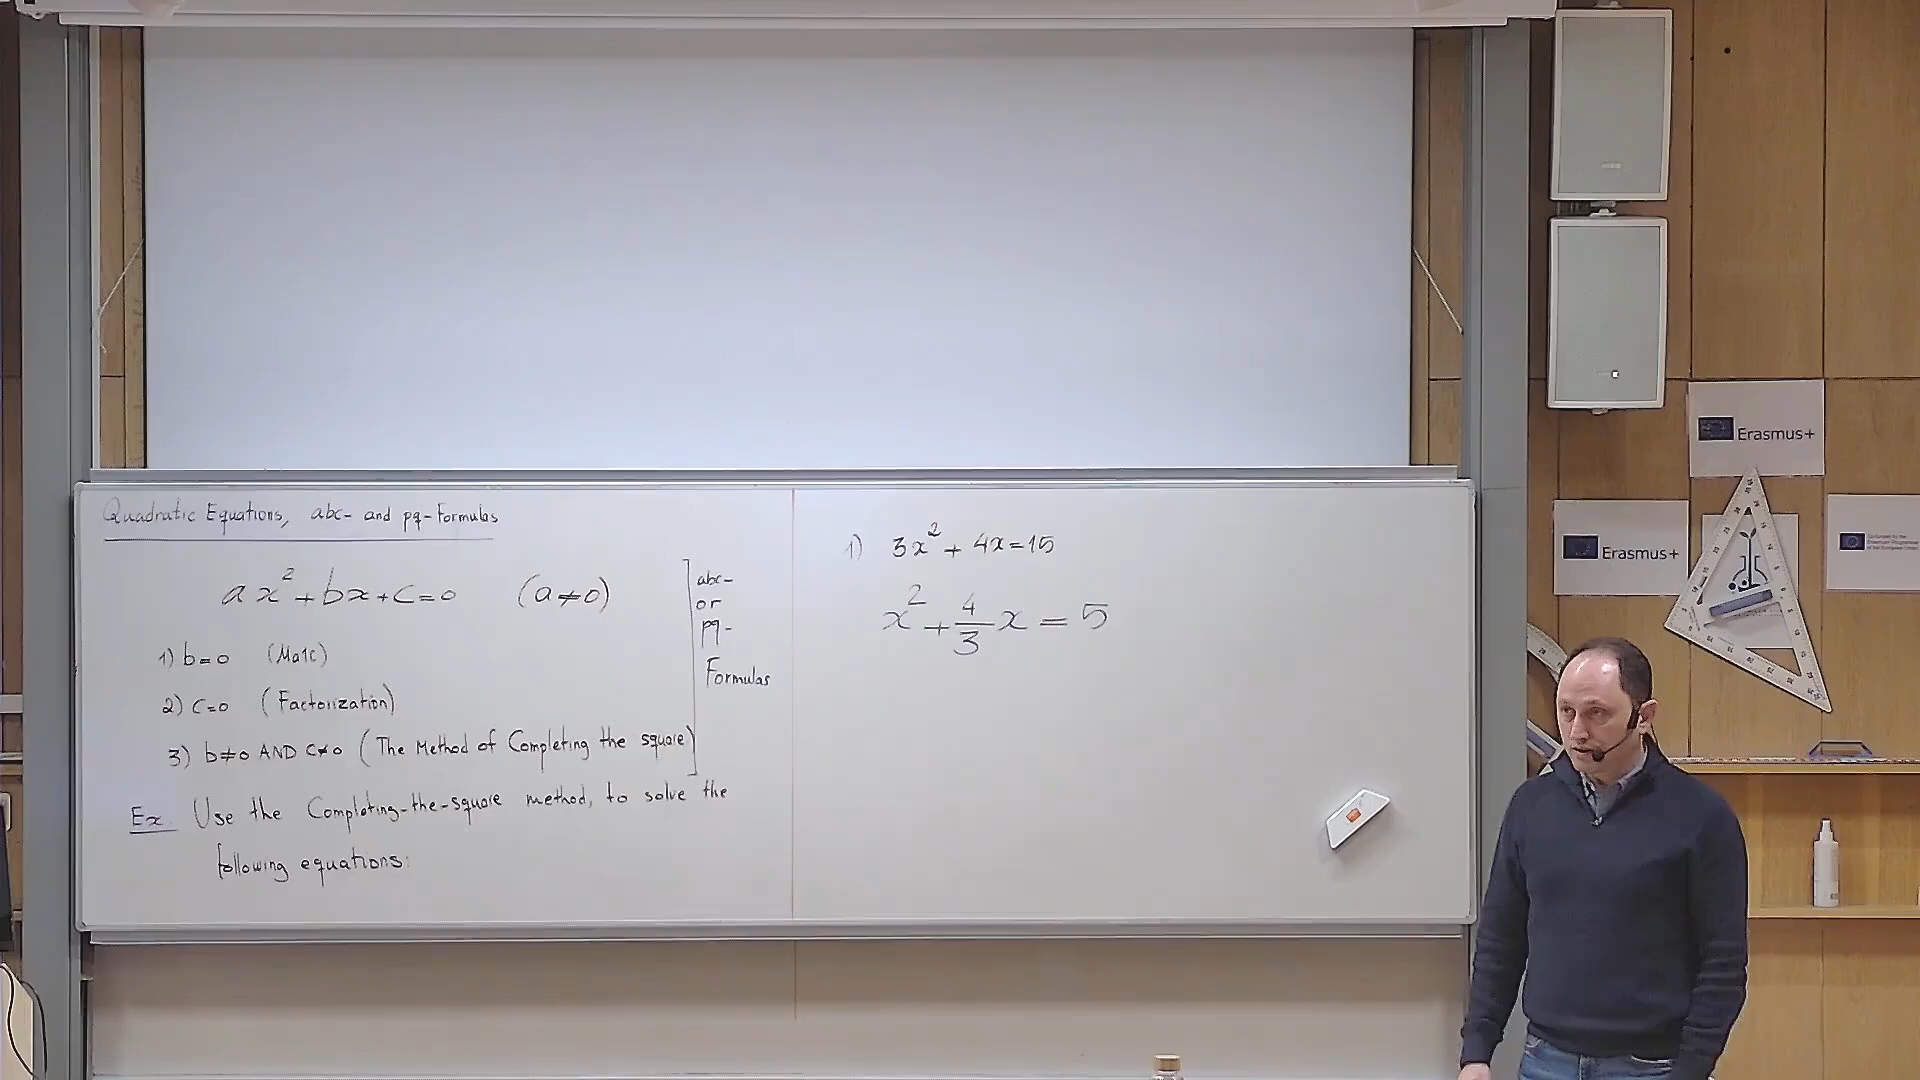 Quadratic Equations, abc- and pq-Formulas
ax²+bx+c=0 (a≠0)
1) b=0
2) c=0 (Factorization)
3) b≠0 AND c≠0 (The Method of Completing the square)
abc-
or
pq-
Formulas
Ex. Use the Completing-the-square method, to solve the
following equations:
1) 3x²+4x=15
x²+4/3x=5
Erasmus+
Erasmus+